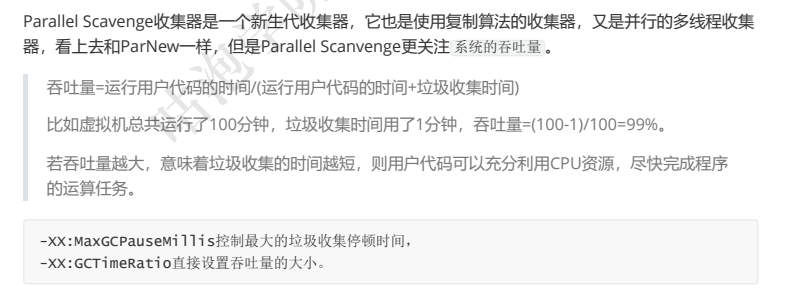 Parallel Scavenge收集器是一个新生代收集器，它也是使用复制算法的收集器，又是并行的多线程收集
器，看上去和ParNew一样，但是Parallel Scanvenge更关注 系统的吞吐量 。
吞吐量=运行用户代码的时间/(运行用户代码的时间+垃圾收集时间)
比如虚拟机总共运行了100分钟，垃圾收集时间用了1分钟，吞吐量=(100-1)/100=99%。
若吞吐量越大，意味着垃圾收集的时间越短，则用户代码可以充分利用CPU资源，尽快完成程序
的运算任务。
-XX:MaxGCPauseMillis控制最大的垃圾收集停顿时间，
-XX:GCTimeRatio直接设置吞吐量的大小。